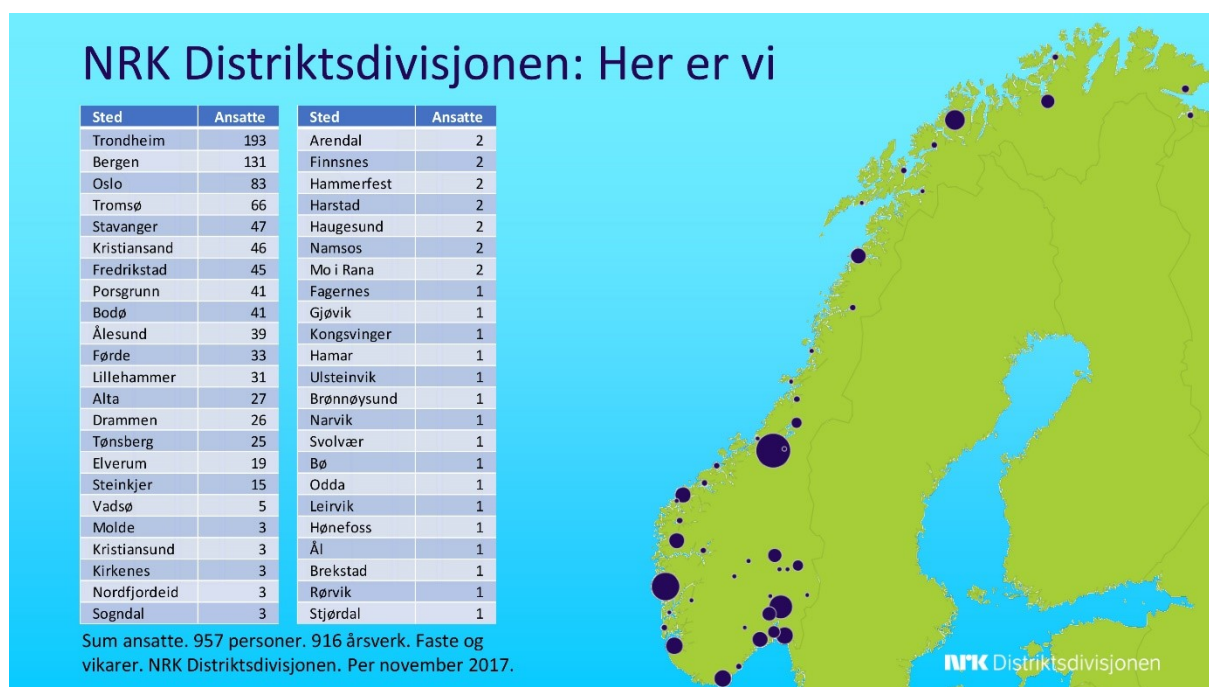 NRK Distriktsdivisjonen: Her er vi
Sted Ansatte
Trondheim 193
Bergen 131
Oslo 83
Tromsø 66
Stavanger 47
Kristiansand 46
Fredrikstad 45
Porsgrunn 41
Bodø 41
Ålesund 39
Førde 33
Lillehammer 31
Alta 27
Drammen 26
Tønsberg 25
Elverum 19
Steinkjer 15
Vadsø 5
Molde 3
Kristiansund 3
Kirkenes 3
Nordfjordeid 3
Sogndal 3
Sted Ansatte
Arendal 2
Finnsnes 2
Hammerfest 2
Harstad 2
Haugesund 2
Namsos 2
Mo i Rana 2
Fagernes 1
Gjøvik 1
Kongsvinger 1
Hamar 1
Ulsteinvik 1
Brønnøysund 1
Narvik 1
Svolvær 1
Bø 1
Odda 1
Leirvik 1
Hønefoss 1
Ål 1
Brekstad 1
Rørvik 1
Stjørdal 1
Sum ansatte. 957 personer. 916 årsverk. Faste og
vikarer. NRK Distriktsdivisjonen. Per november 2017.
NRK Distriktsdivisjonen